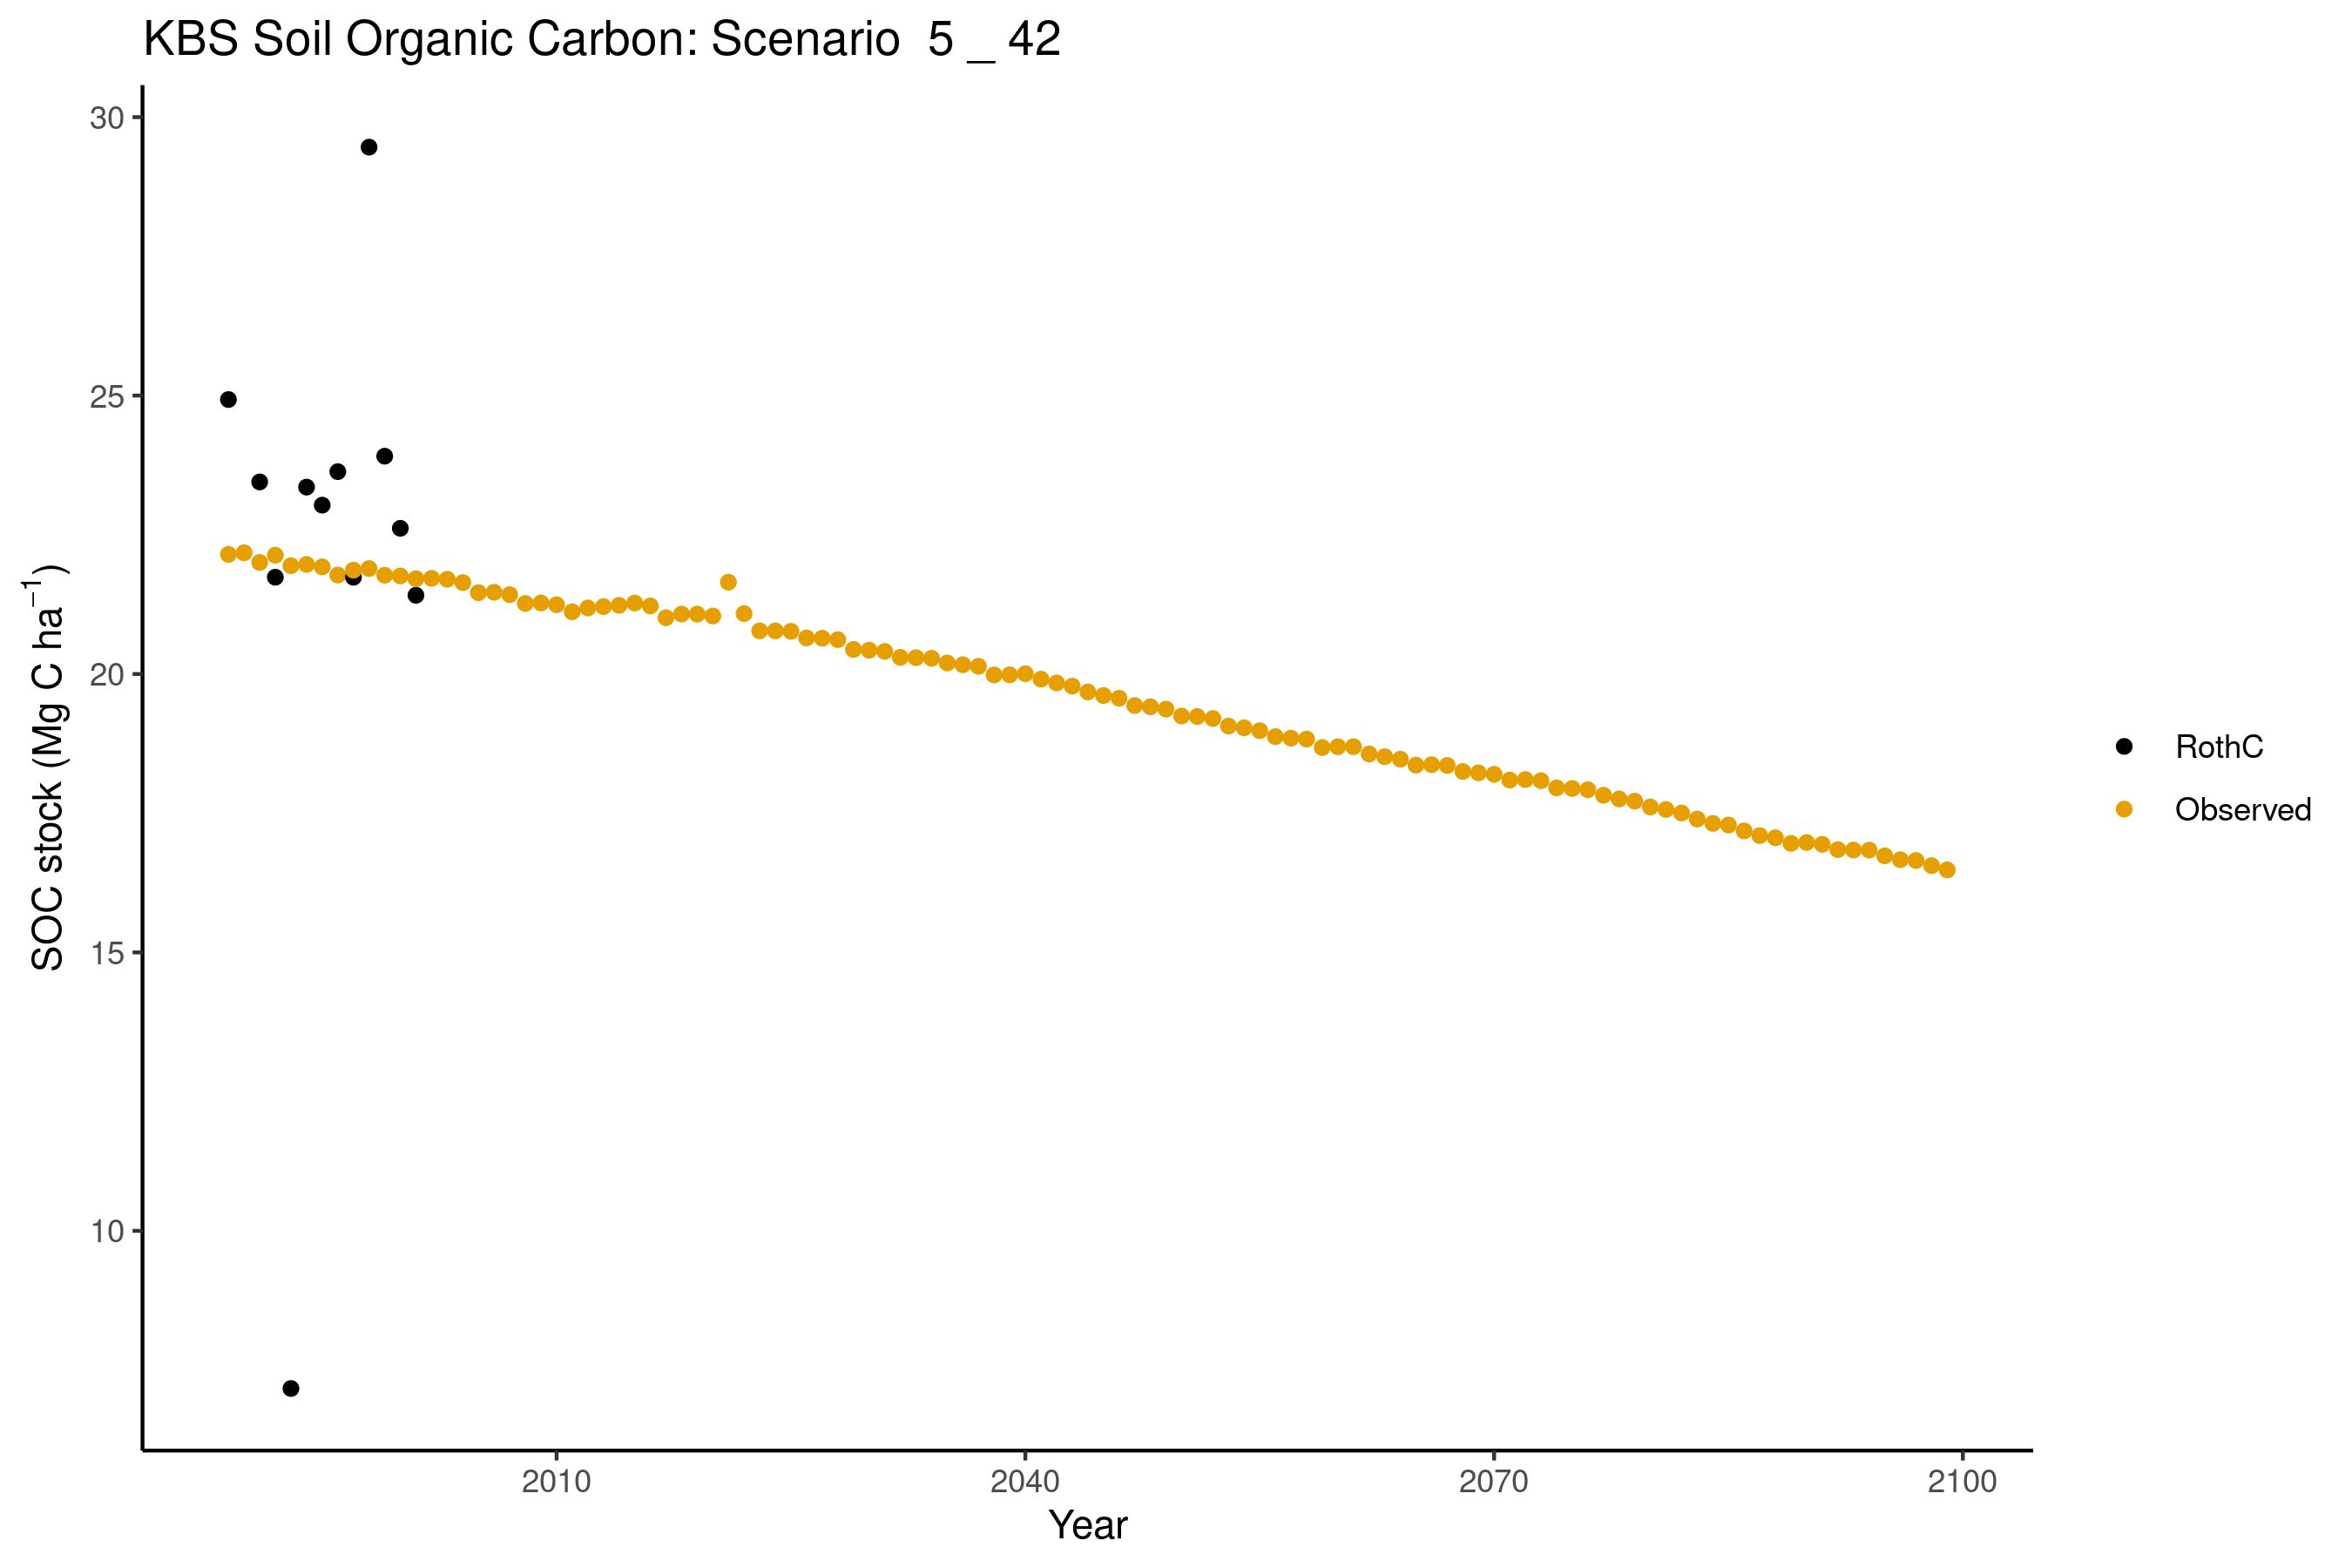 KBS Soil Organic Carbon: Scenario  5 _ 42
30
25
20
15
10
SOC stock (Mg C ha⁻¹)
2010
2040
2070
2100
Year
RothC
Observed